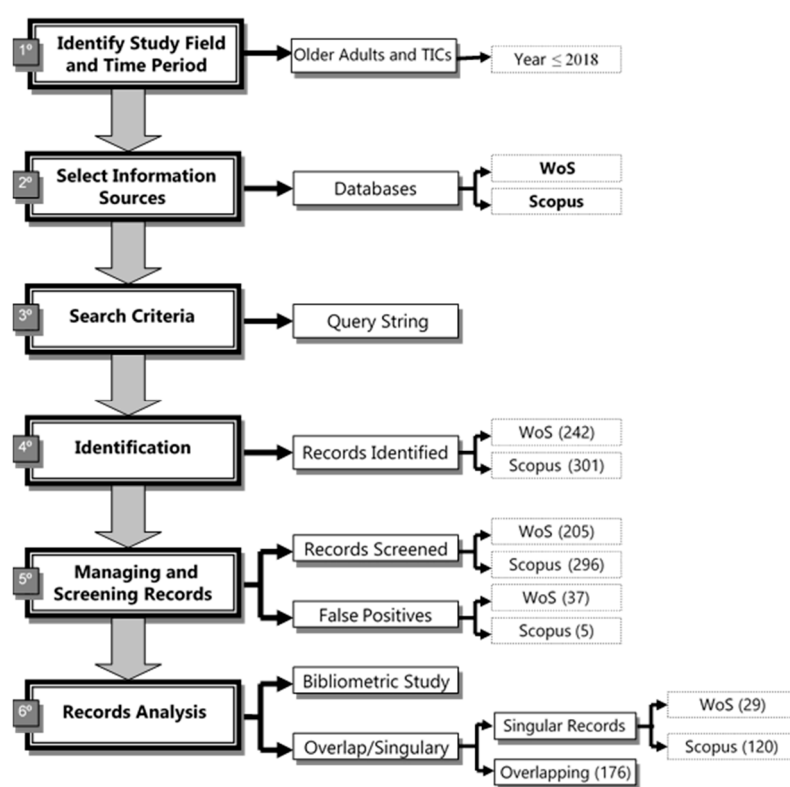 1º
Identify Study Field
and Time Period
Older Adults and TICs
Year ≤ 2018
2º
Select Information
Sources
Databases
WoS
Scopus
3º
Search Criteria
Query String
4º
Identification
Records Identified
WoS (242)
Scopus (301)
5º
Managing and
Screening Records
Records Screened
WoS (205)
Scopus (296)
False Positives
WoS (37)
Scopus (5)
6º
Records Analysis
Bibliometric Study
Overlap/Singulary
Singular Records
WoS (29)
Scopus (120)
Overlapping (176)